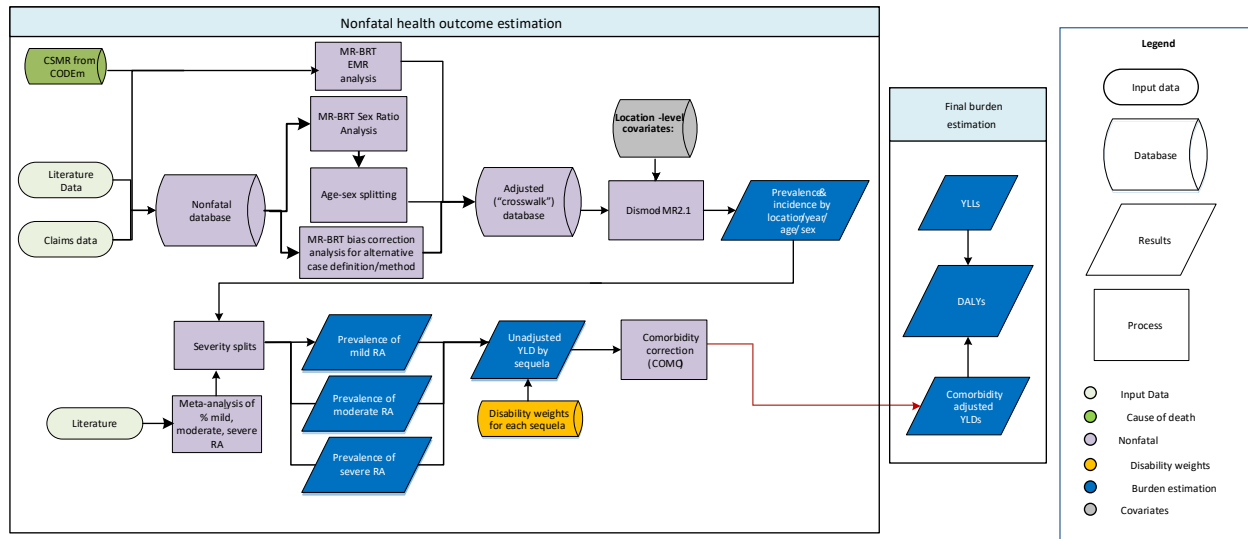 Nonfatal health outcome estimation
CSMR from
CODEm
MR-BRT
EMR
analysis
MR-BRT Sex Ratio
Analysis
Location -level
covariates:
Literature
Data
Nonfatal
database
Age-sex splitting
Adjusted
("crosswalk")
database
Dismod MR2.1
Prevalence&
incidence by
location/year/
age/ sex
Claims data
MR-BRT bias correction
analysis for alternative
case definition/method
Severity splits
Prevalence of
mild RA
Unadjusted
YLD by
sequela
Comorbidity
correction
(COMO)
Prevalence of
moderate RA
Literature
Meta-analysis of
% mild,
moderate, severe
RA
Disability weights
for each sequela
Prevalence of
severe RA
Final burden
estimation
YLLs
DALYs
Comorbidity
adjusted
YLDs
Legend
Input data
Database
Results
Process
Input Data
Cause of death
Nonfatal
Disability weights
Burden estimation
Covariates